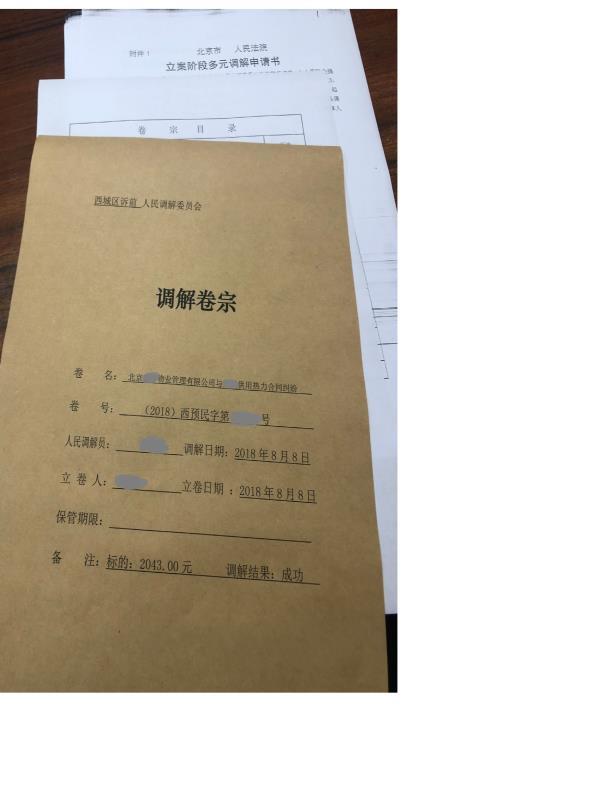 附件1
北京市 人民法院
立案阶段多元调解申请书
卷 宗 目 录
西城区诉前 人民调解委员会
调解卷宗
卷 名: 北京 物业管理有限公司与 供用热力合同纠纷
卷 号: (2018)西预民字第 号
人民调解员: 调解日期: 2018年8月8日
立 卷 人: 立卷日期 : 2018年8月8日
保管期限:
备 注: 标的: 2043.00元 调解结果: 成功